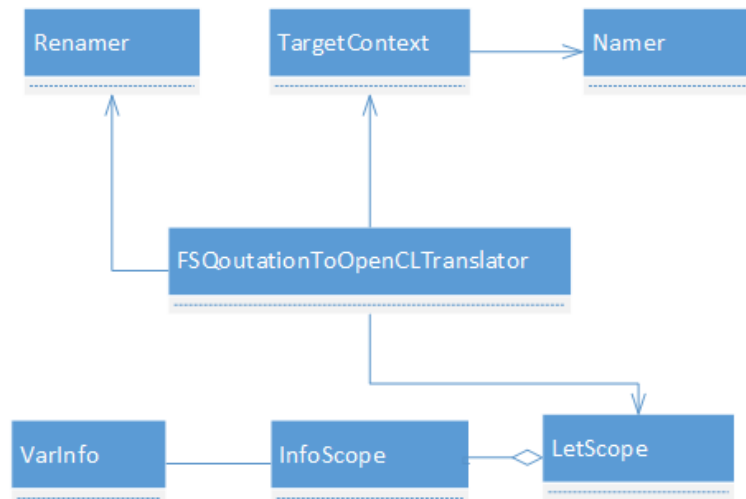 Renamer
TargetContext
Namer
FSQoutationToOpenCLTranslator
VarInfo
InfoScope
LetScope